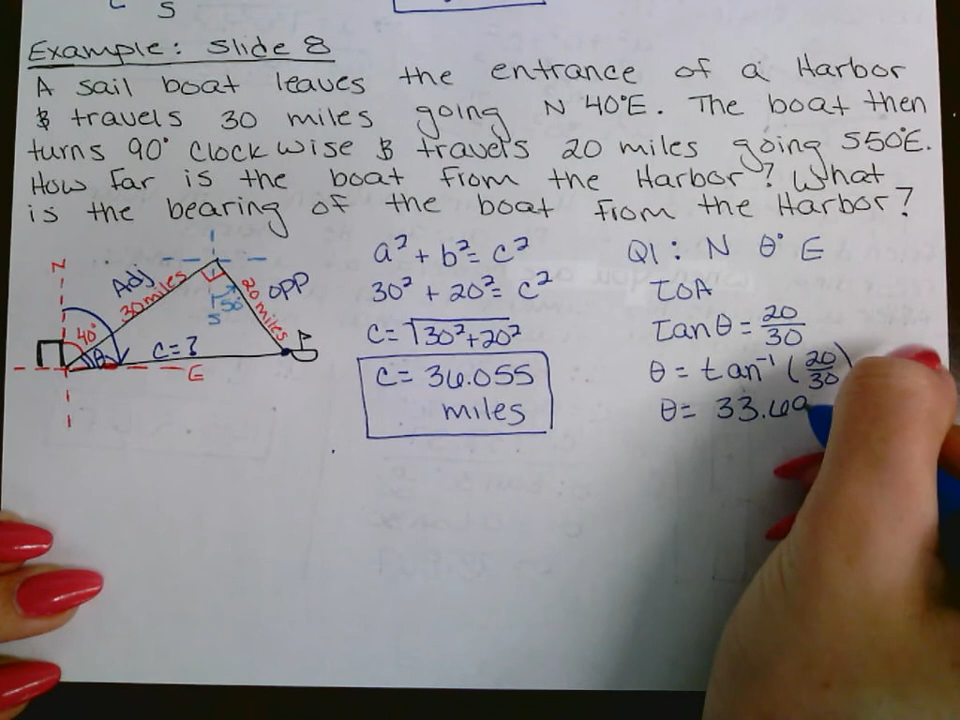 S
Example: Slide 8
A sail boat leaves the entrance of a Harbor
& travels 30 miles going N 40°E. The boat then
turns 90° Clockwise & travels 20 miles going S50°E.
How far is the boat from the Harbor? What
is the bearing of the boat from the Harbor?
N
Adj
30 miles
40°
θ
C=?
E
50°
S
20 miles
OPP
a² + b² = c²
30² + 20² = c²
C = √30²+20²
C = 36.055
miles
Q1: N θ° E
TOA
Tanθ = 20/30
θ = tan⁻¹ (20/30)
θ = 33.69